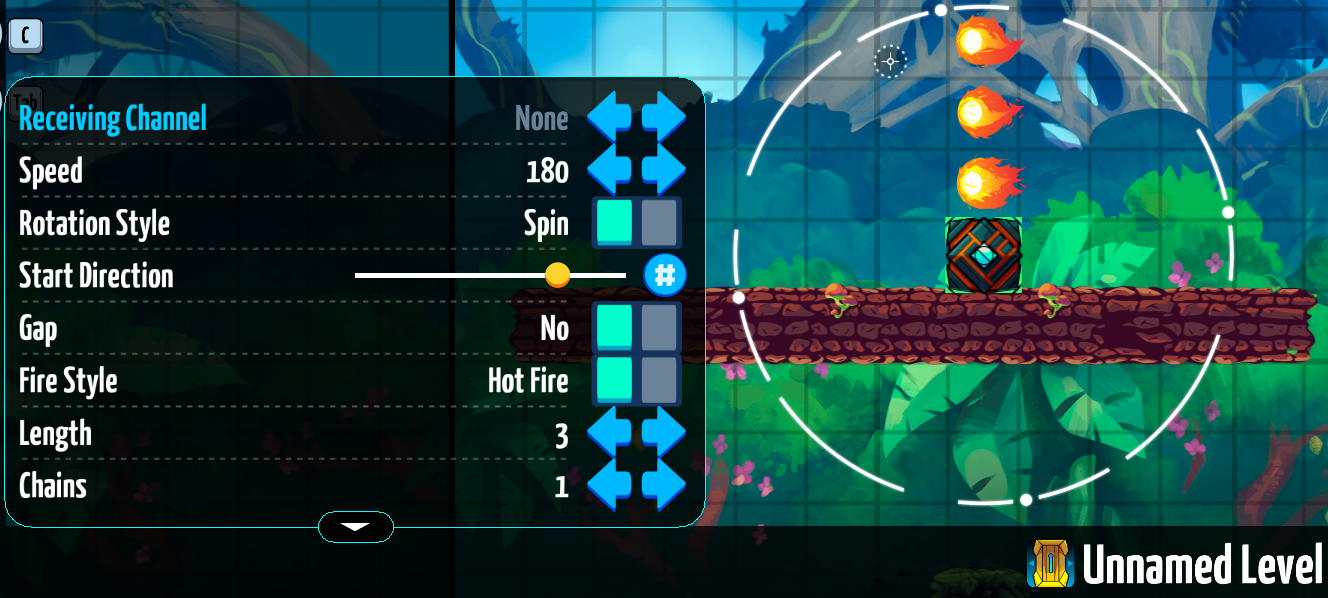 C
Tab
Receiving Channel None
Speed 180
Rotation Style Spin
Start Direction #
Gap No
Fire Style Hot Fire
Length 3
Chains 1
Unnamed Level